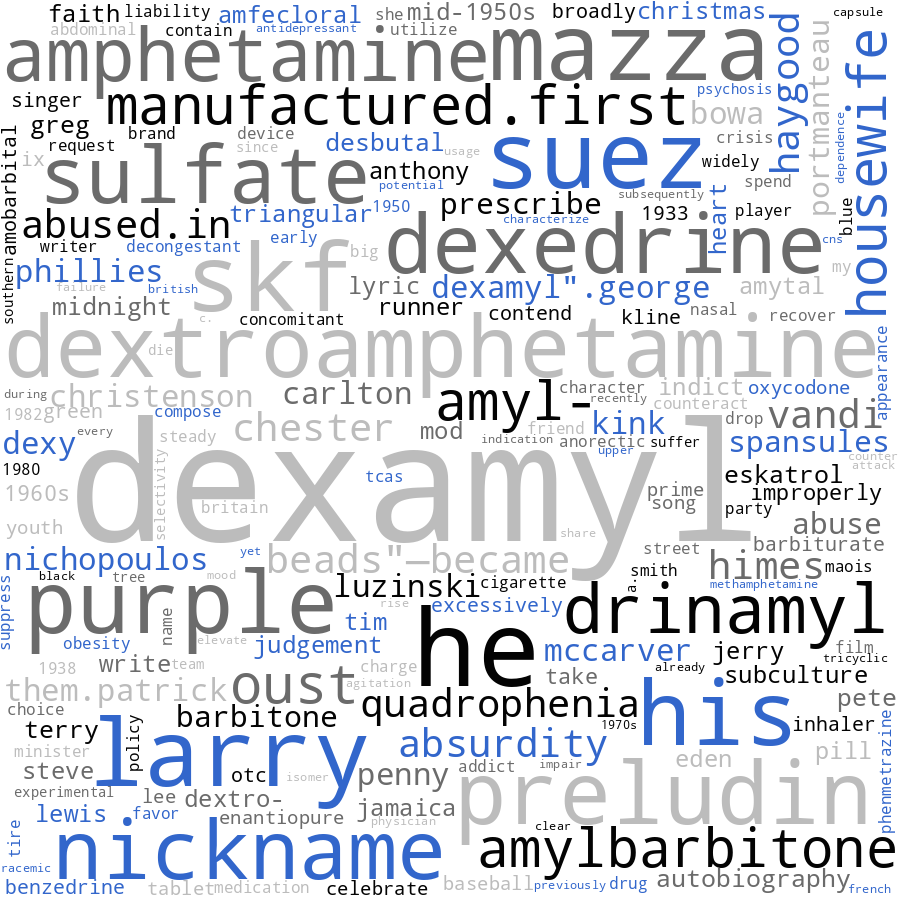 faith liability amfecloral she mid-1950s broadly christmas capsule
abdominal contain antidepressant utilize
amphetamine mazza haygood portmanteau housewife
singer manufactured.first psychosis bowa
greg brand device desbutal usage crisis dependence
request since
ix sulfate anthony suez widely
potential spend
southern amobarbital triangular 1950 prescribe subsequently 1933 player blue
abused.in characterize heart
writer decongestant early big dexedrine cns
phillies skf my
failure british lyric dexamyl".george amytal
midnight runner contend kline nasal recover
c. concomitant
dextroamphetamine appearance
die
during christenson carlton amyl- character indict oxycodone
recently counteract
1982 green compose chester mod kink drop vandi
dexy every steady friend spansules
indication anorectic suffer
upper counter
1980 selectivity dexamyl tcas eskatrol attack
1960s britain prime improperly
song party
youth share abuse
nichopoulos yet beads"—became street barbiturate
himes
black tree mood luzinski cigarette smith maois
suppress purple a. methamphetamine
rise excessively drinamyl
name tim
obesity elevate judgement he mccarver jerry film
tricyclic
1938 write team charge take already subculture
them.patrick oust agitation pete
choice barbitone quadrophenia his
terry policy larry 1970s inhaler
minister absurdity eden pill phenmetrazine
steve otc isomer penny addict impair
experimental lee dextro- preludin
lewis favor enantiopure jamaica
physician
tire nickname clear amylbarbitone
racemic
benzedrine tablet medication celebrate baseball previously drug autobiography french